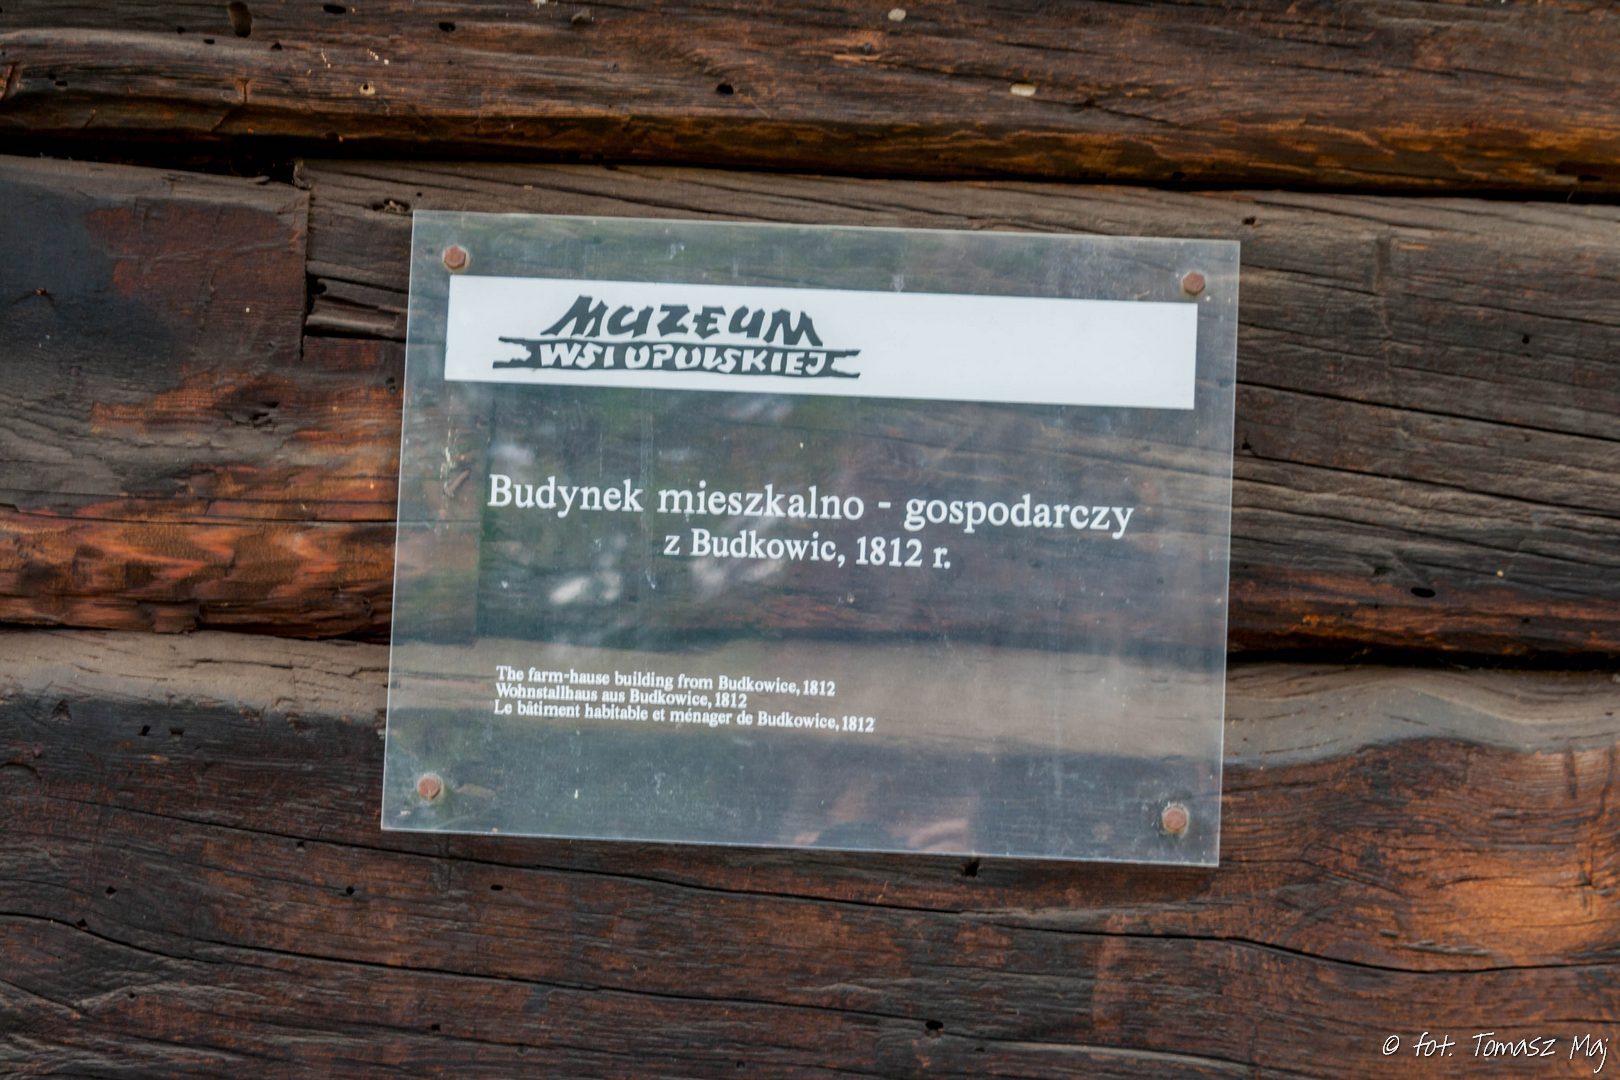 MUZEUM
WSI OPOLSKIEJ
Budynek mieszkalno - gospodarczy
z Budkowic, 1812 r.
The farm-hause building from Budkowice, 1812
Wohnstallhaus aus Budkowice, 1812
Le bâtiment habitable et ménager de Budkowice, 1812
© fot. Tomasz Maj